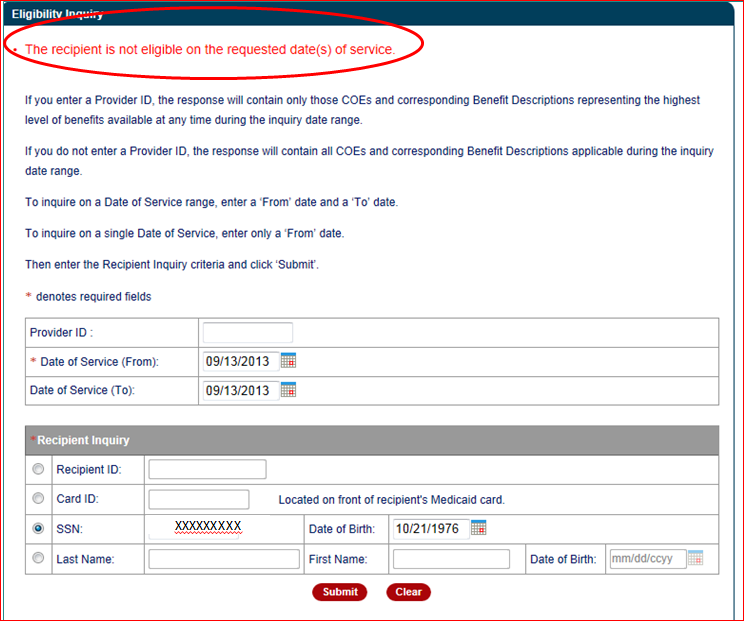 Eligibility Inquiry
• The recipient is not eligible on the requested date(s) of service.
If you enter a Provider ID, the response will contain only those COEs and corresponding Benefit Descriptions representing the highest
level of benefits available at any time during the inquiry date range.
If you do not enter a Provider ID, the response will contain all COEs and corresponding Benefit Descriptions applicable during the inquiry
date range.
To inquire on a Date of Service range, enter a ‘From’ date and a ‘To’ date.
To inquire on a single Date of Service, enter only a ‘From’ date.
Then enter the Recipient Inquiry criteria and click ‘Submit’.
* denotes required fields
Provider ID :
* Date of Service (From): 09/13/2013
Date of Service (To): 09/13/2013
*Recipient Inquiry
Recipient ID:
Card ID: Located on front of recipient's Medicaid card.
SSN: XXXXXXXXX Date of Birth: 10/21/1976
Last Name: First Name: Date of Birth: mm/dd/ccyy
Submit Clear